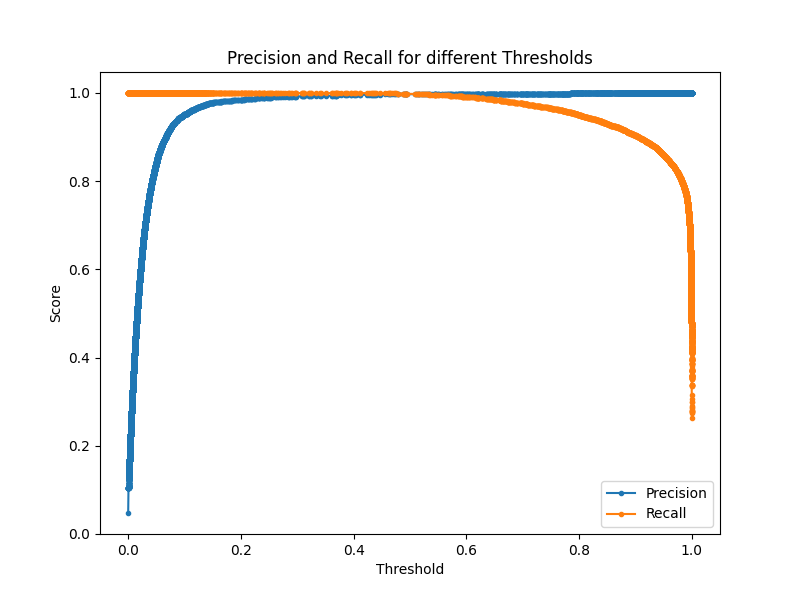 Precision and Recall for different Thresholds
1.0
0.8
0.6
0.4
0.2
0.0
Score
0.0 0.2 0.4 0.6 0.8 1.0
Threshold
Precision
Recall